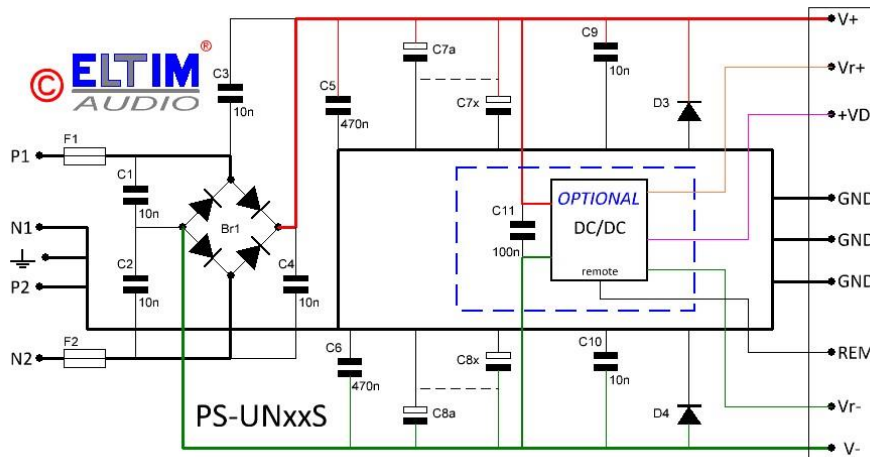 © ELTIM®
AUDIO
C3
10n
C5
470n
C7a
C7x
C9
10n
D3
V+
Vr+
+VD
P1
F1
C1
10n
Br1
N1
C2
10n
C4
10n
P2
N2
F2
OPTIONAL
DC/DC
remote
C11
100n
GND
GND
GND
C6
470n
C8x
C8a
C10
10n
D4
REM
Vr-
V-
PS-UNxxS